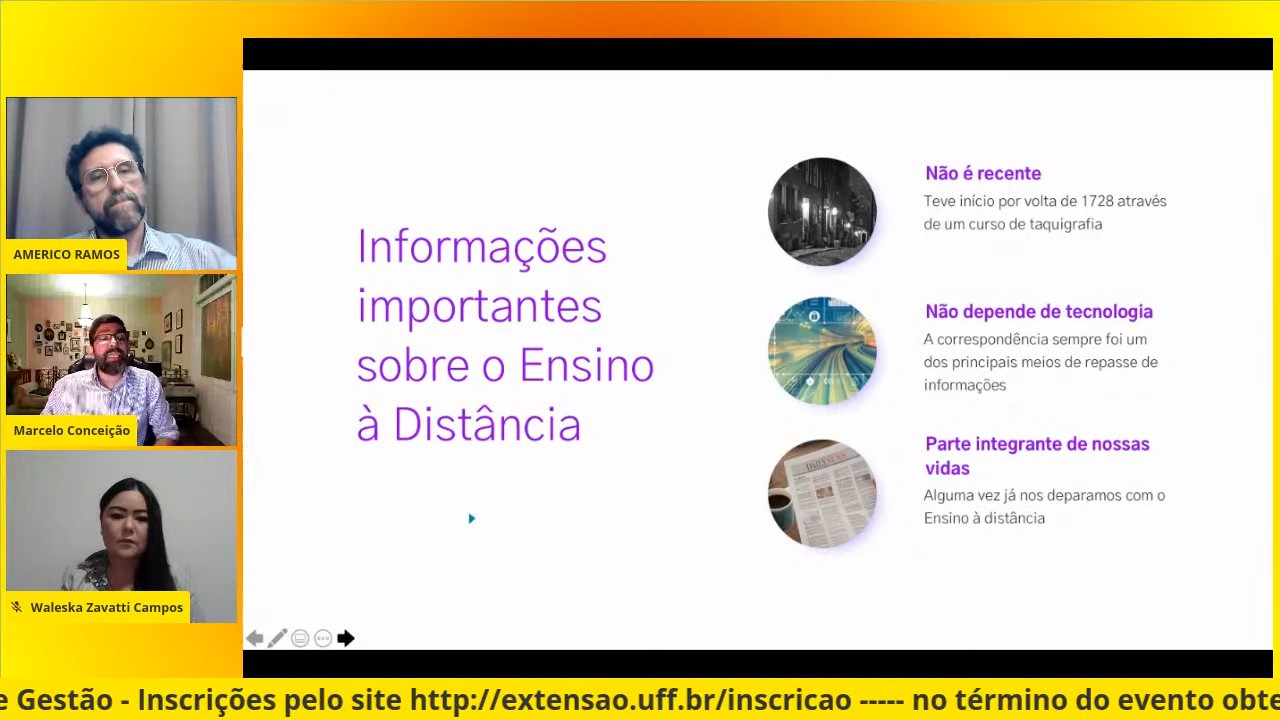 AMERICO RAMOS
Marcelo Conceição
Waleska Zavatti Campos
Informações
importantes
sobre o Ensino
à Distância
Não é recente
Teve início por volta de 1728 através
de um curso de taquigrafia
Não depende de tecnologia
A correspondência sempre foi um
dos principais meios de repasse de
informações
Parte integrante de nossas
vidas
Alguma vez já nos deparamos com o
Ensino à distância
DAILY NEWS
e Gestão - Inscrições pelo site http://extensao.uff.br/inscricao ----- no término do evento obte